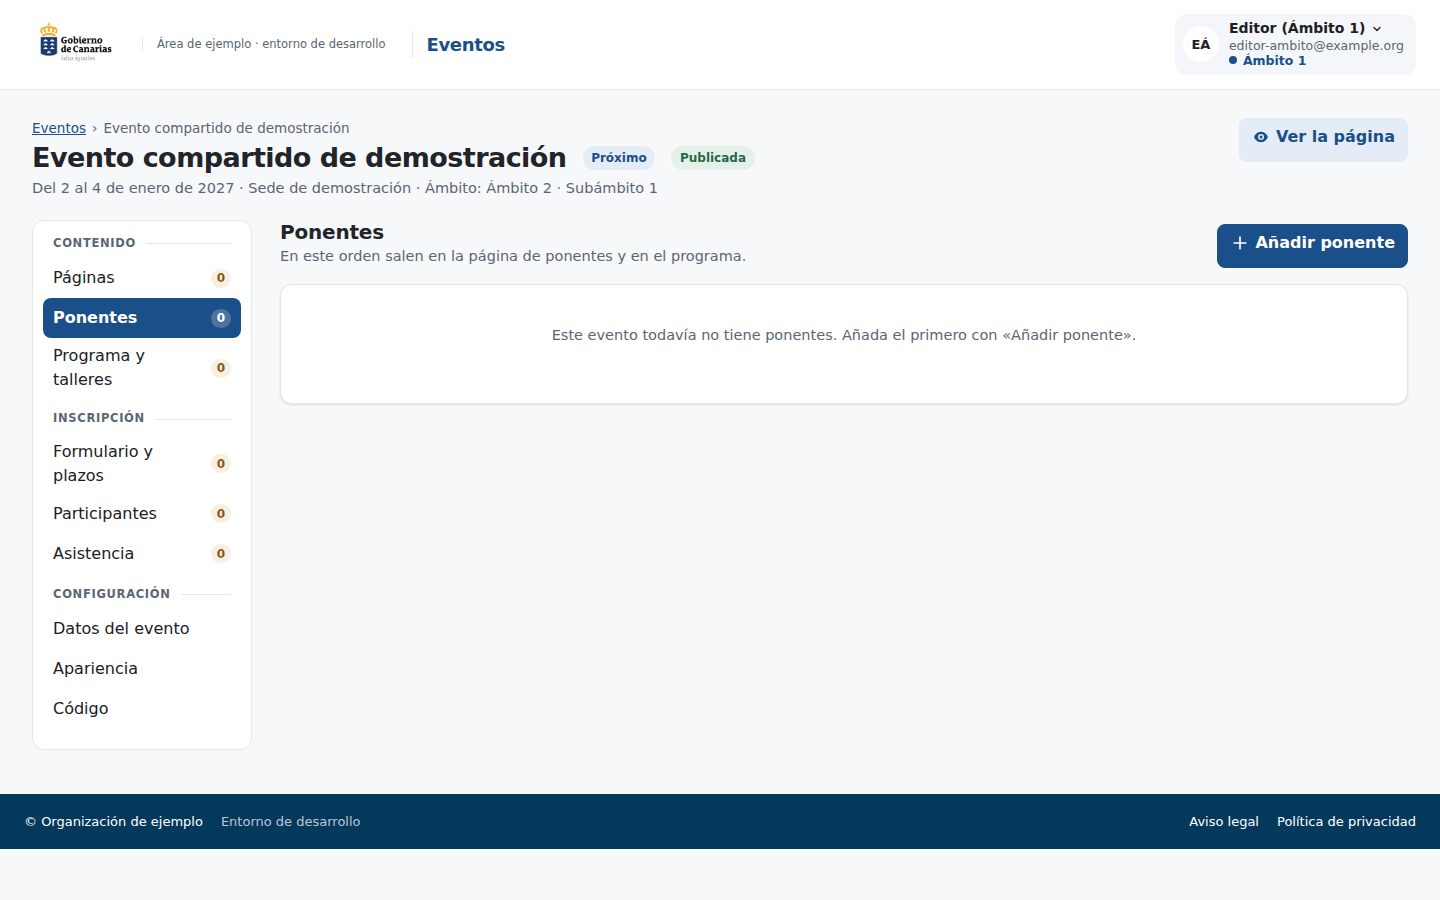 Gobierno
de Canarias
islas iguales
Área de ejemplo · entorno de desarrollo
Eventos
EÁ
Editor (Ámbito 1)
editor-ambito@example.org
Ámbito 1
Eventos › Evento compartido de demostración
Evento compartido de demostración
Próximo
Publicada
Del 2 al 4 de enero de 2027 · Sede de demostración · Ámbito: Ámbito 2 · Subámbito 1
Ver la página
CONTENIDO
Páginas 0
Ponentes 0
Programa y
talleres 0
INSCRIPCIÓN
Formulario y
plazos 0
Participantes 0
Asistencia 0
CONFIGURACIÓN
Datos del evento
Apariencia
Código
Ponentes
En este orden salen en la página de ponentes y en el programa.
Añadir ponente
Este evento todavía no tiene ponentes. Añada el primero con «Añadir ponente».
© Organización de ejemplo
Entorno de desarrollo
Aviso legal
Política de privacidad